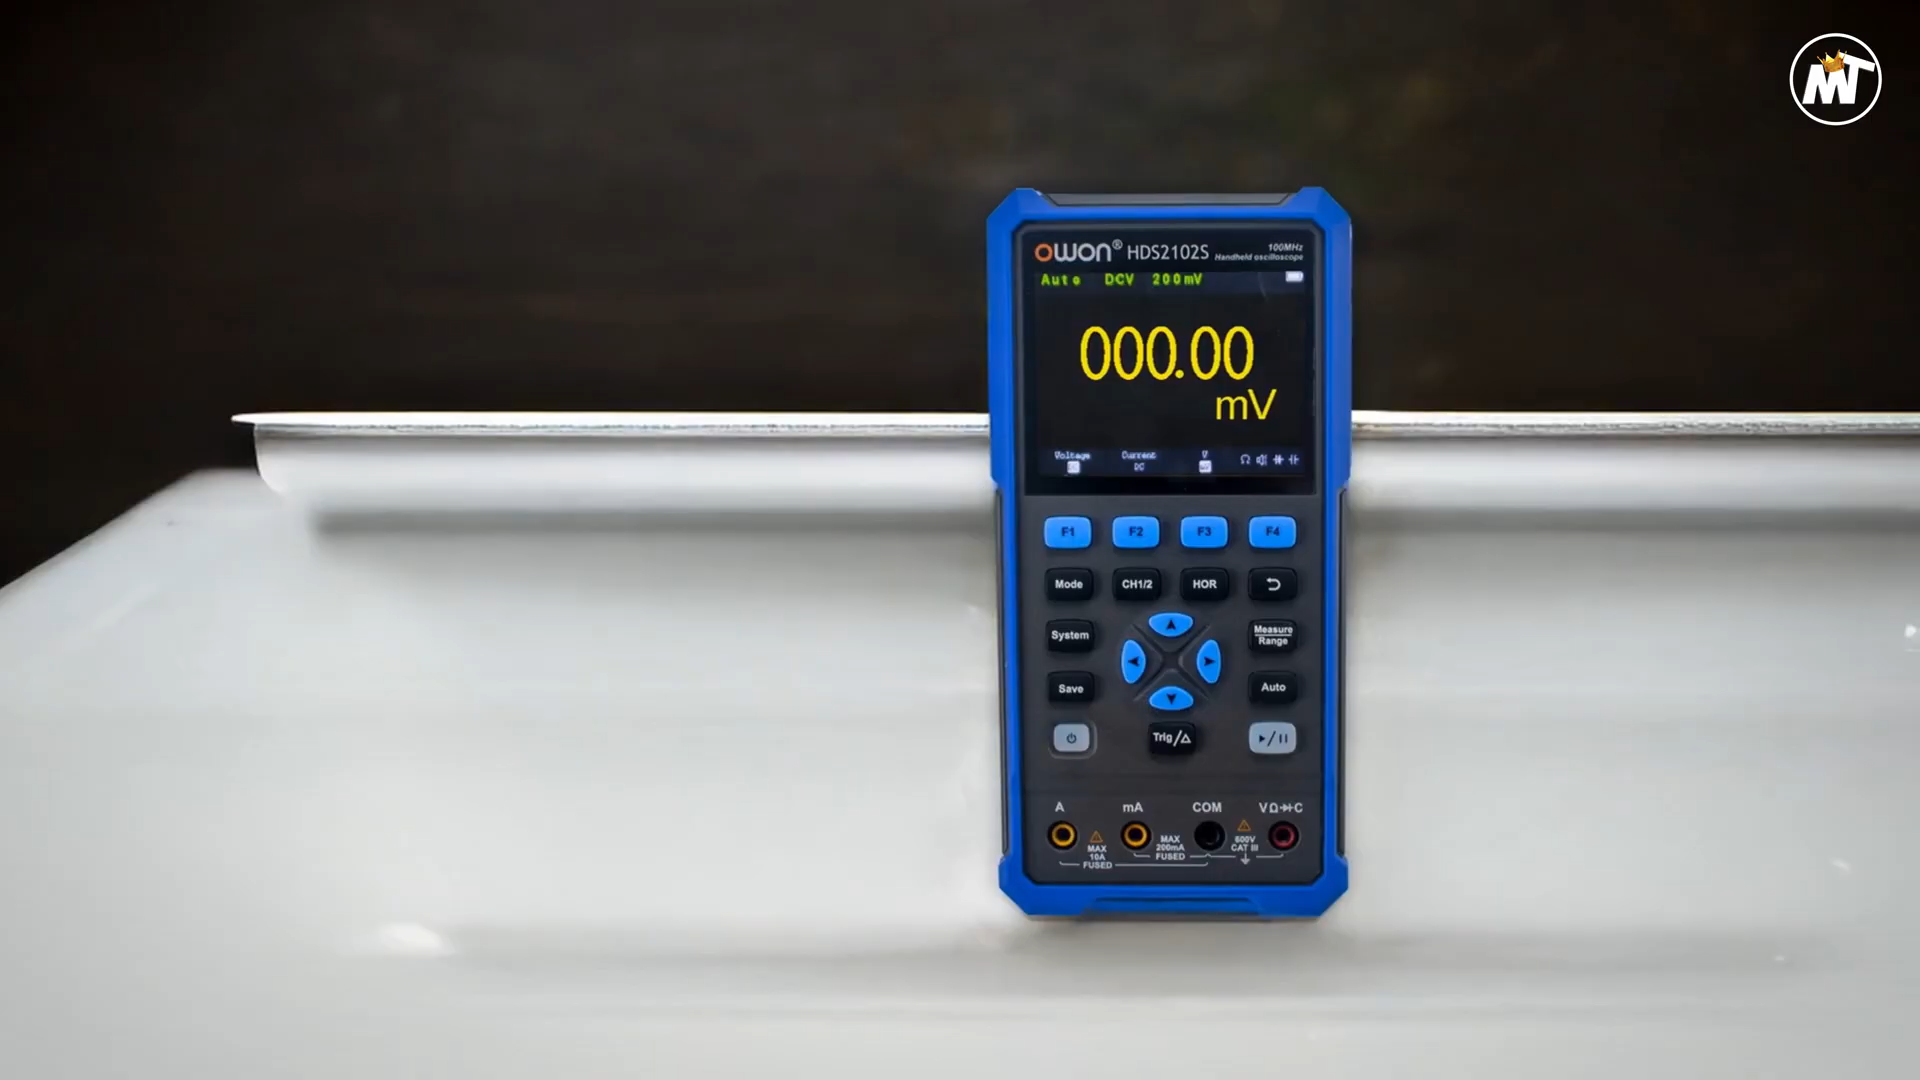 MT
OWON® HDS2102S 100MHz
Handheld oscilloscope
Auto DCV 200mV
000.00
mV
Voltage Current V Ω
DC
F1 F2 F3 F4
Mode CH1/2 HOR
System Measure
Range
Save Auto
Trig/Δ
A mA COM VΩC
MAX
10A
FUSED
MAX
200mA
FUSED
600V
CAT III